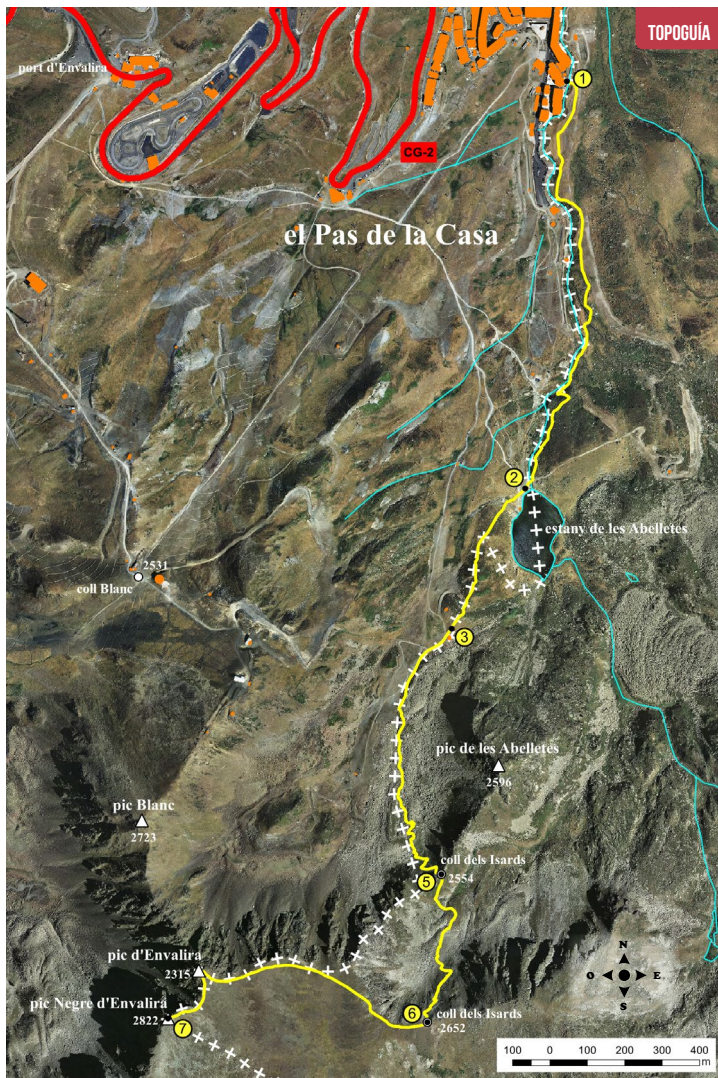 TOPOGUÍA
port d'Envalira
1
CG-2
el Pas de la Casa
2
estany de les Abelletes
2531
coll Blanc
3
pic de les Abelletes
2596
pic Blanc
2723
coll dels Isards
5
2554
pic d'Envalira
2315
N
O E
S
pic Negre d'Envalira
2822
7
6
coll dels Isards
2652
100 0 100 200 300 400
m